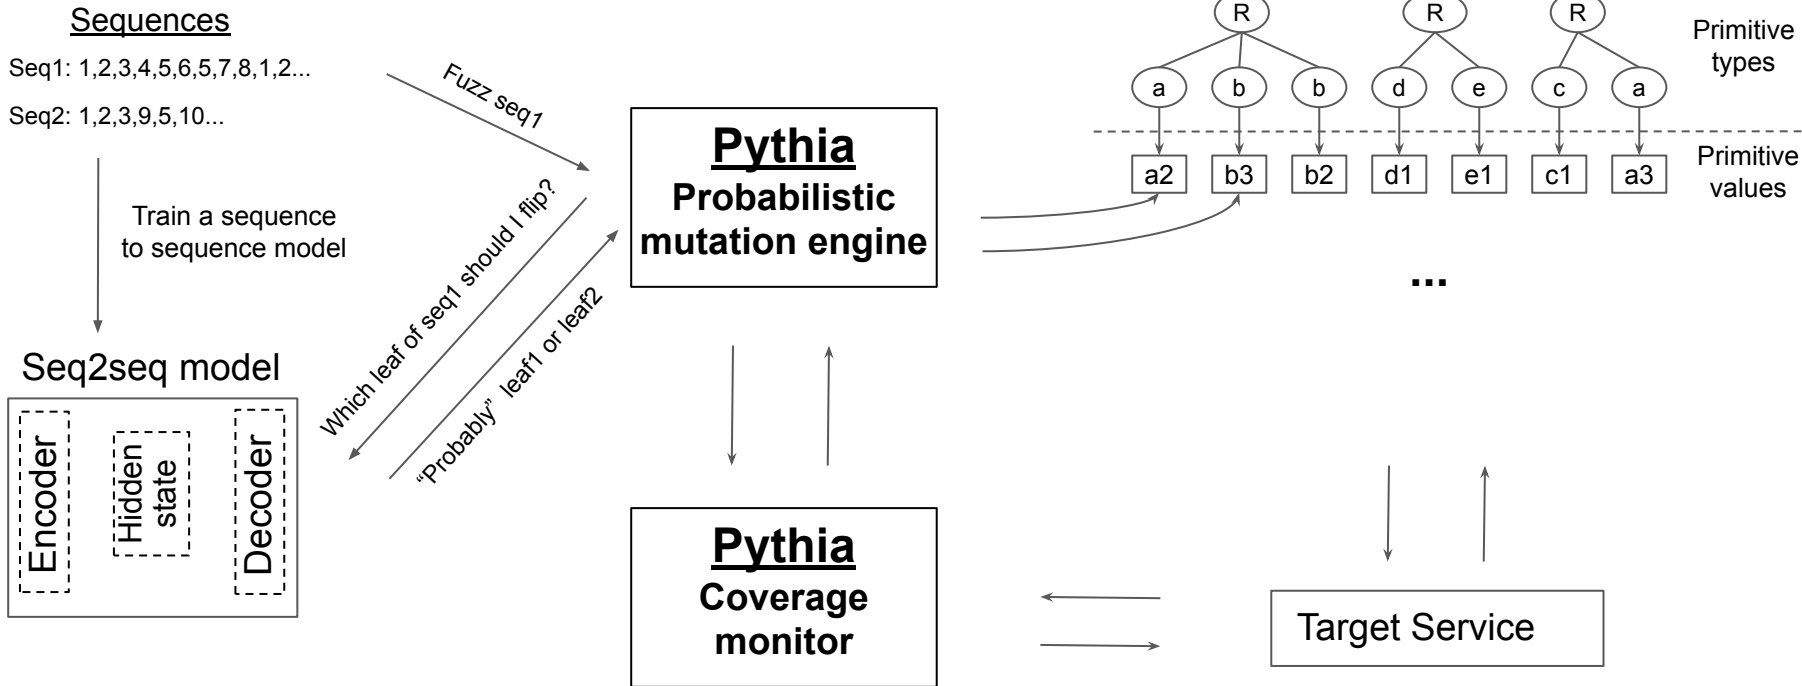 Sequences
Seq1: 1,2,3,4,5,6,5,7,8,1,2...
Seq2: 1,2,3,9,5,10...
Train a sequence
to sequence model
Seq2seq model
Encoder
Hidden
state
Decoder
Fuzz seq1
Which leaf of seq1 should I flip?
“Probably” leaf1 or leaf2
Pythia
Probabilistic
mutation engine
Pythia
Coverage
monitor
R R R
a b b d e c a
Primitive
types
a2 b3 b2 d1 e1 c1 a3
Primitive
values
...
Target Service